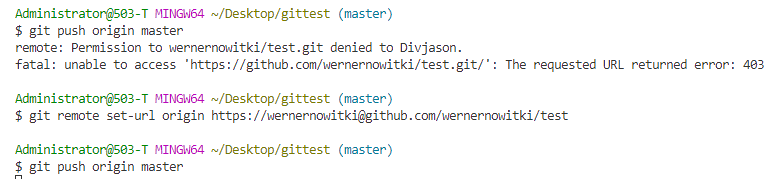 Administrator@503-T MINGW64 ~/Desktop/gittest (master)
$ git push origin master
remote: Permission to wernernowitki/test.git denied to Divjason.
fatal: unable to access 'https://github.com/wernernowitki/test.git/': The requested URL returned error: 403
Administrator@503-T MINGW64 ~/Desktop/gittest (master)
$ git remote set-url origin https://wernernowitki@github.com/wernernowitki/test
Administrator@503-T MINGW64 ~/Desktop/gittest (master)
$ git push origin master